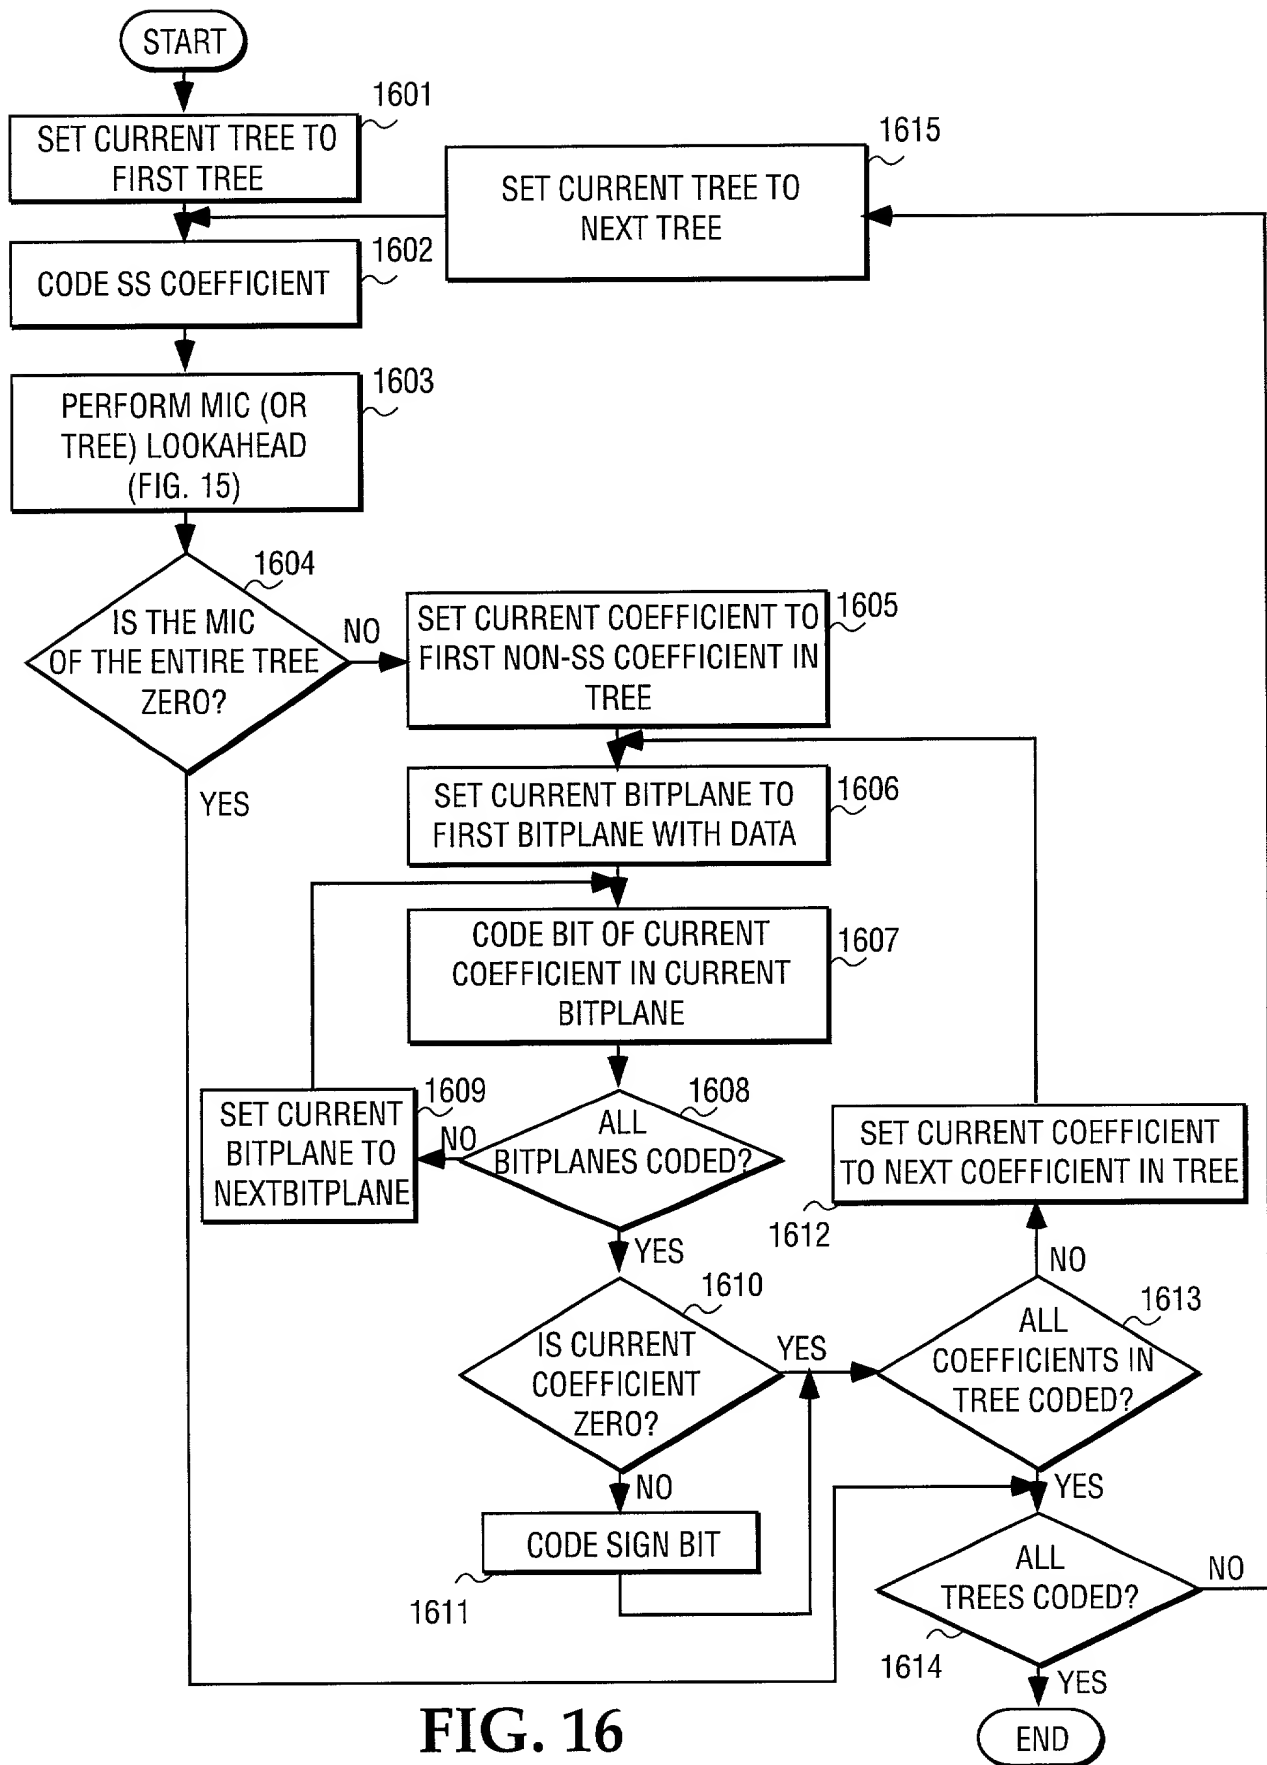 START
1601
SET CURRENT TREE TO
FIRST TREE
1615
SET CURRENT TREE TO
NEXT TREE
1602
CODE SS COEFFICIENT
1603
PERFORM MIC (OR
TREE) LOOKAHEAD
(FIG. 15)
1604
IS THE MIC
OF THE ENTIRE TREE
ZERO?
NO
YES
1605
SET CURRENT COEFFICIENT TO
FIRST NON-SS COEFFICIENT IN
TREE
1606
SET CURRENT BITPLANE TO
FIRST BITPLANE WITH DATA
1607
CODE BIT OF CURRENT
COEFFICIENT IN CURRENT
BITPLANE
1608
ALL
BITPLANES CODED?
NO
YES
1609
SET CURRENT
BITPLANE TO
NEXTBITPLANE
1610
IS CURRENT
COEFFICIENT
ZERO?
YES
NO
1611
CODE SIGN BIT
SET CURRENT COEFFICIENT
TO NEXT COEFFICIENT IN TREE
1612
NO
1613
ALL
COEFFICIENTS IN
TREE CODED?
YES
ALL
TREES CODED?
NO
1614
YES
END
FIG. 16